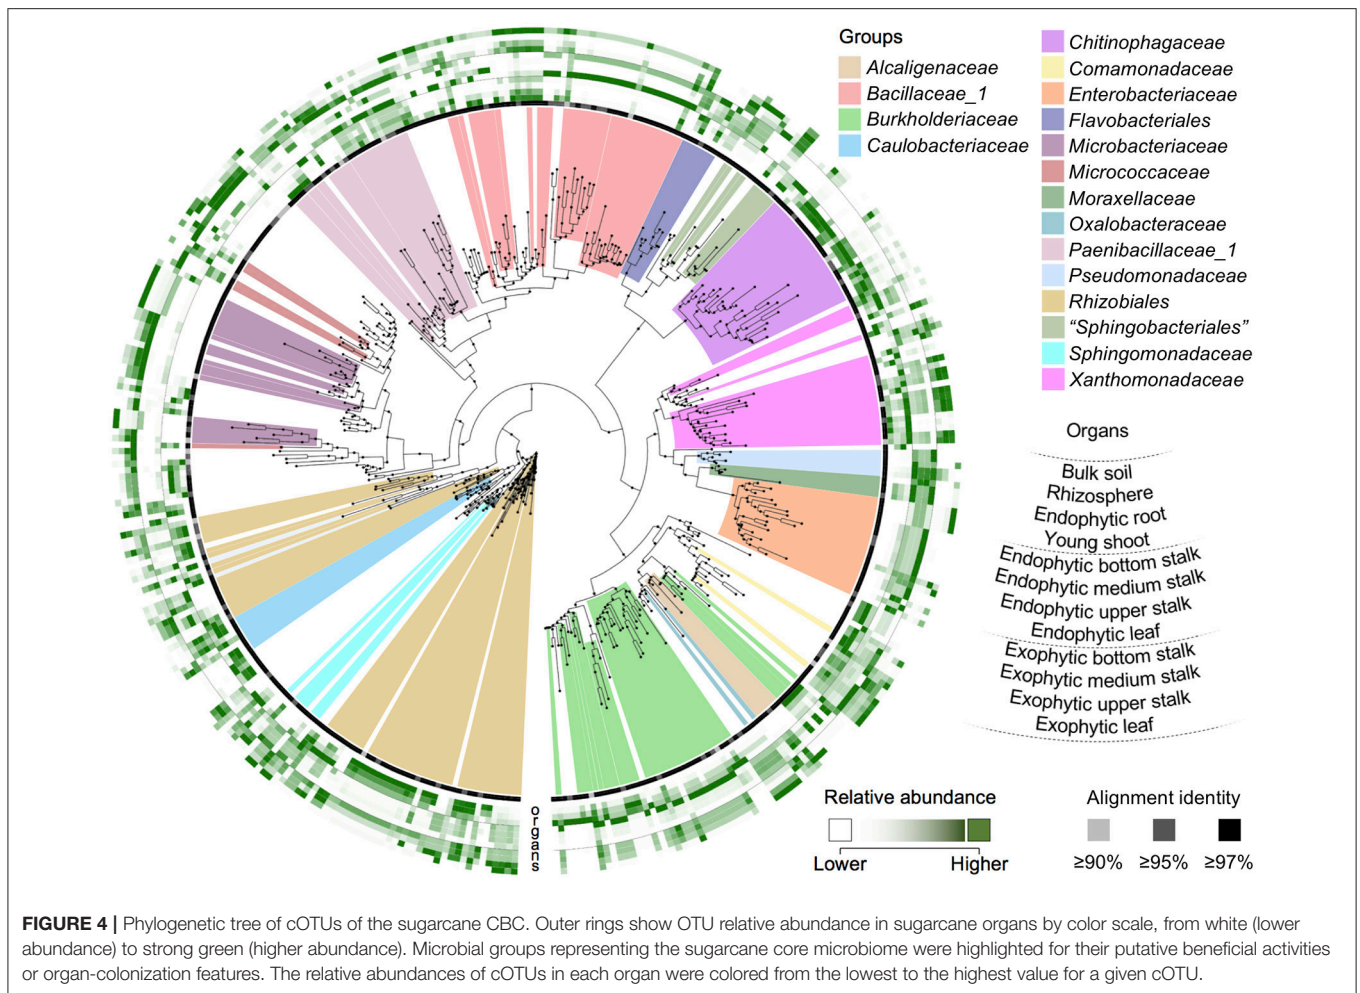 Groups
Alcaligenaceae
Bacillaceae_1
Burkholderiaceae
Caulobacteriaceae
Chitinophagaceae
Comamonadaceae
Enterobacteriaceae
Flavobacteriales
Microbacteriaceae
Micrococcaceae
Moraxellaceae
Oxalobacteraceae
Paenibacillaceae_1
Pseudomonadaceae
Rhizobiales
“Sphingobacteriales”
Sphingomonadaceae
Xanthomonadaceae
Organs
Bulk soil
Rhizosphere
Endophytic root
Young shoot
Endophytic bottom stalk
Endophytic medium stalk
Endophytic upper stalk
Endophytic leaf
Exophytic bottom stalk
Exophytic medium stalk
Exophytic upper stalk
Exophytic leaf
organs
Relative abundance
Lower Higher
Alignment identity
≥90% ≥95% ≥97%
FIGURE 4 | Phylogenetic tree of cOTUs of the sugarcane CBC. Outer rings show OTU relative abundance in sugarcane organs by color scale, from white (lower
abundance) to strong green (higher abundance). Microbial groups representing the sugarcane core microbiome were highlighted for their putative beneficial activities
or organ-colonization features. The relative abundances of cOTUs in each organ were colored from the lowest to the highest value for a given cOTU.